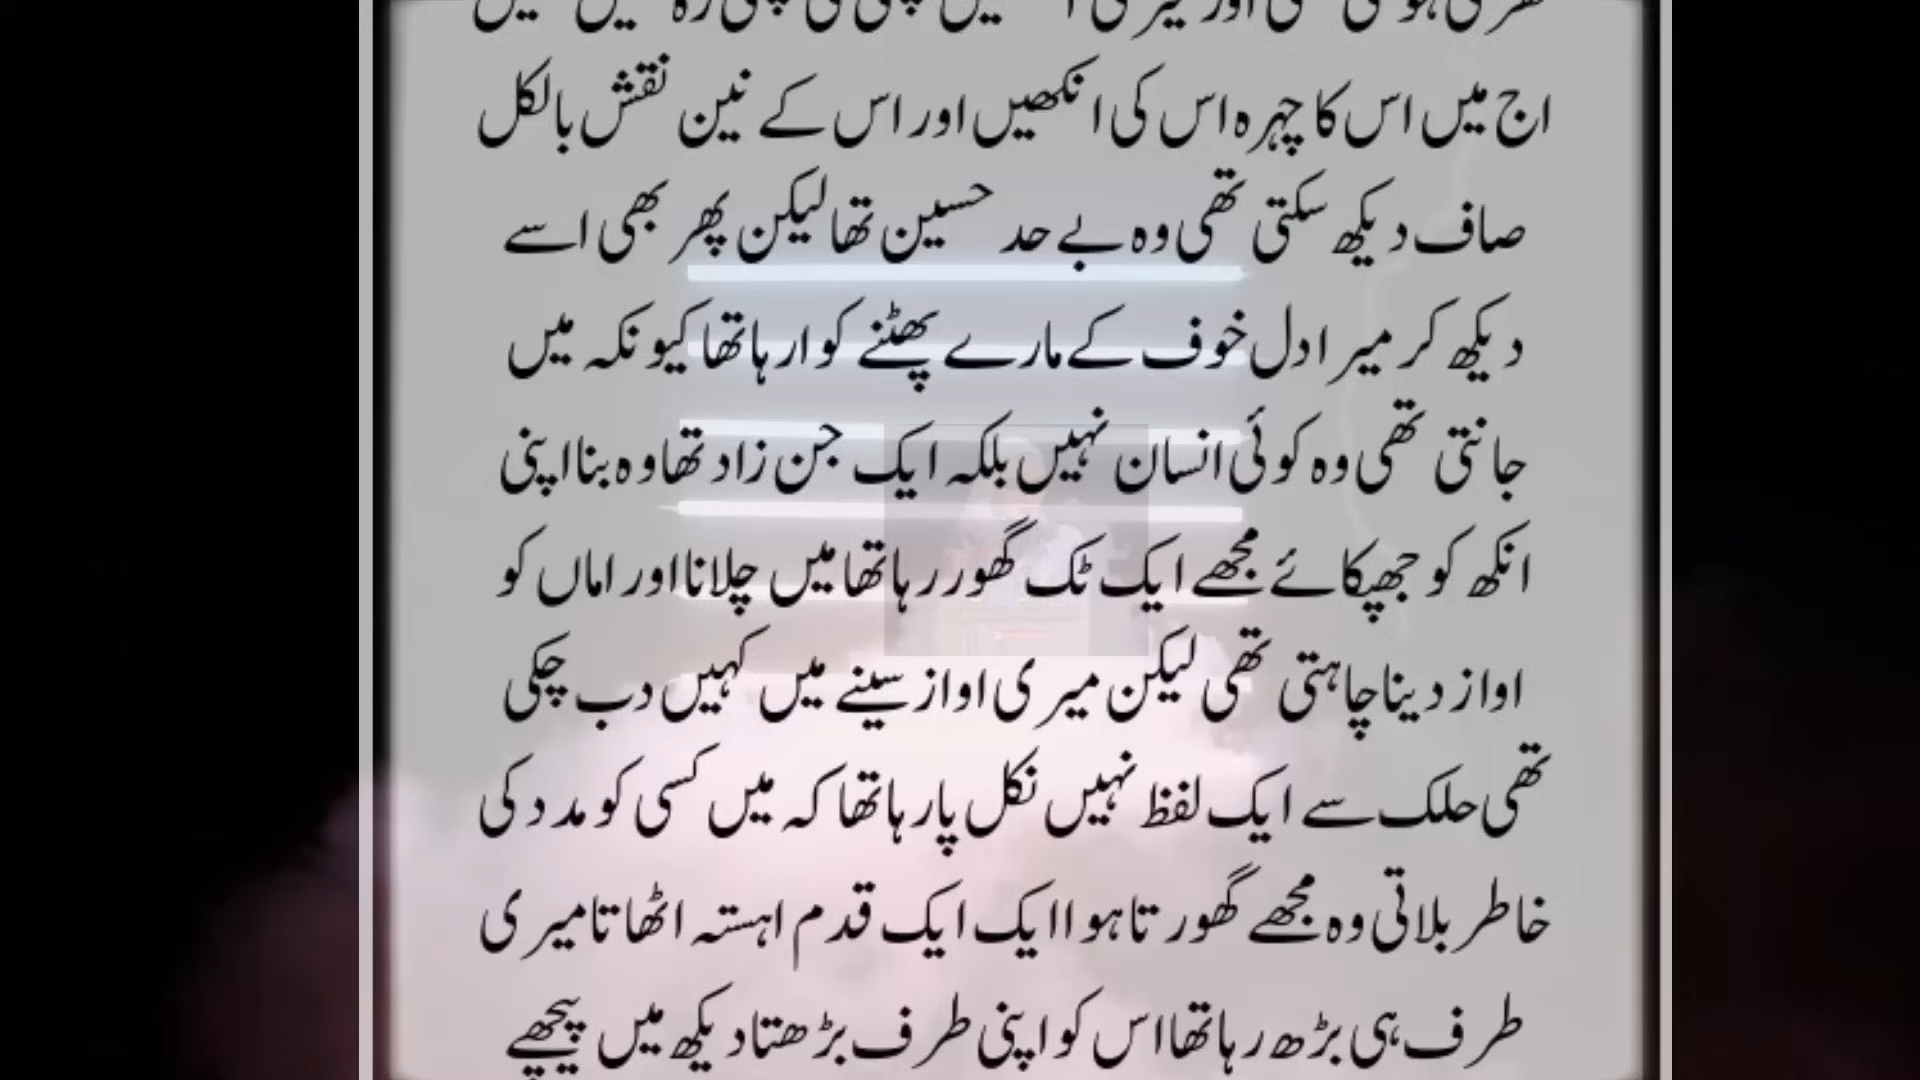 اج میں اس کا چہرہ اس کی انکھیں اور اس کے نین نقش بالکل
صاف دیکھ سکتی تھی وہ بے حد حسین تھا لیکن پھر بھی اسے
دیکھ کر میرا دل خوف کے مارے پھٹنے کو ا رہا تھا کیونکہ میں
جانتی تھی وہ کوئی انسان نہیں بلکہ ایک جن زاد تھا وہ بنا اپنی
انکھ کو جھپکائے مجھے ایک ٹک گھور رہا تھا میں چلانا اور اماں کو
اواز دینا چاہتی تھی لیکن میری اواز سینے میں کہیں دب چکی
تھی حلک سے ایک لفظ نہیں نکل پا رہا تھا کہ میں کسی کو مدد کی
خاطر بلاتی وہ مجھے گھورتا ہوا ایک ایک قدم اہستہ اٹھاتا میری
طرف ہی بڑھ رہا تھا اس کو اپنی طرف بڑھتا دیکھ میں پیچھے